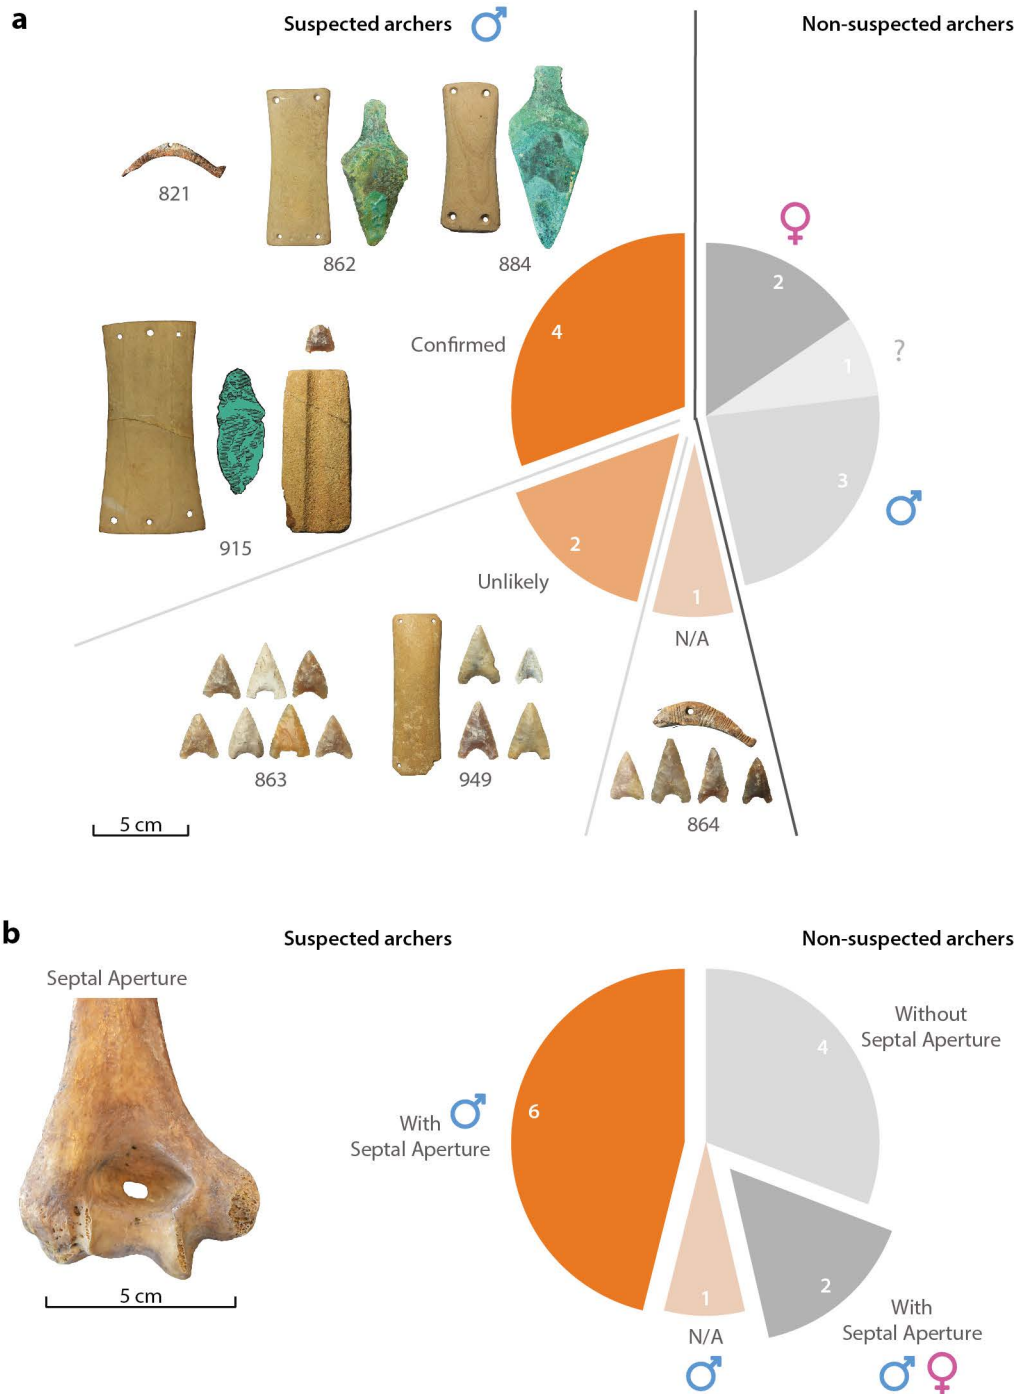 a
Suspected archers ♂
Non-suspected archers
821
862
884
♀
2
Confirmed
4
1
?
3
♂
915
2
Unlikely
1
N/A
863
949
864
5 cm
b
Suspected archers
Non-suspected archers
Septal Aperture
Without
Septal Aperture
4
With ♂
Septal Aperture
6
5 cm
1
2
N/A
♂
With
Septal Aperture
♂ ♀